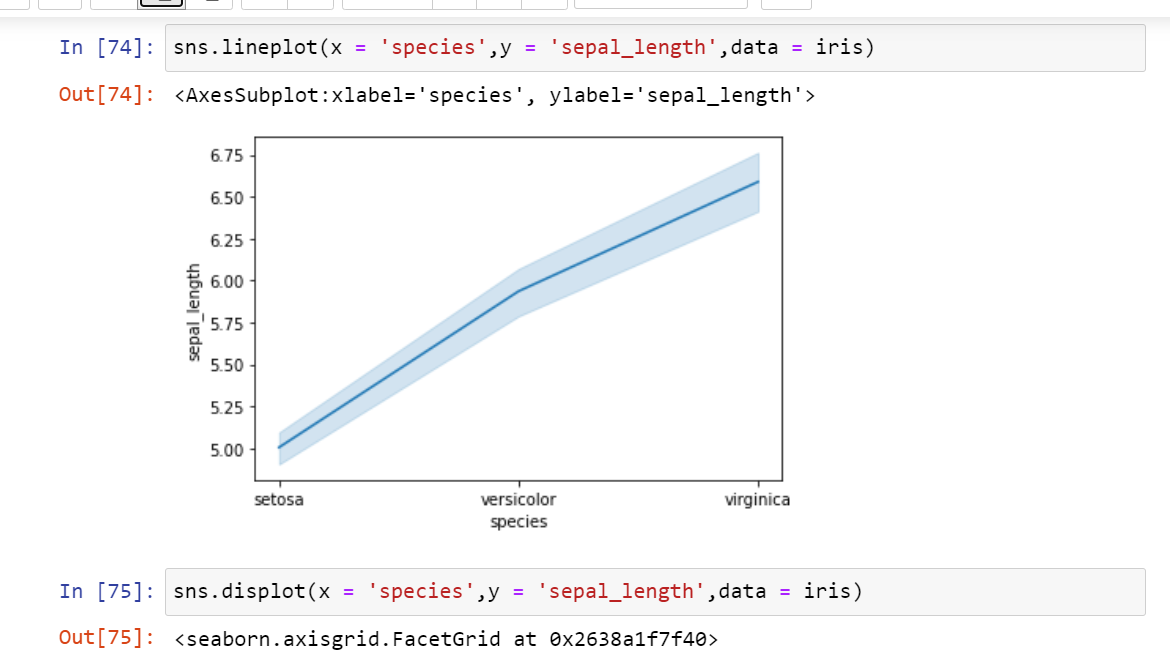 In [74]: sns.lineplot(x = 'species',y = 'sepal_length',data = iris)
Out[74]: <AxesSubplot:xlabel='species', ylabel='sepal_length'>
6.75
6.50
6.25
6.00
5.75
5.50
5.25
5.00
sepal_length
setosa versicolor virginica
species
In [75]: sns.displot(x = 'species',y = 'sepal_length',data = iris)
Out[75]: <seaborn.axisgrid.FacetGrid at 0x2638a1f7f40>